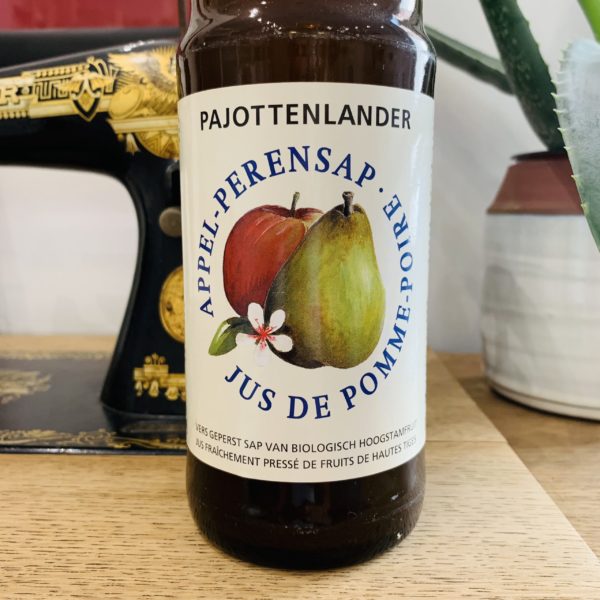 PAJOTTENLANDER
APPEL-PERENSAP · JUS DE POMME-POIRE
VERS GEPERST SAP VAN BIOLOGISCH HOOGSTAMFRUIT
JUS FRAÎCHEMENT PRESSÉ DE FRUITS DE HAUTES TIGES